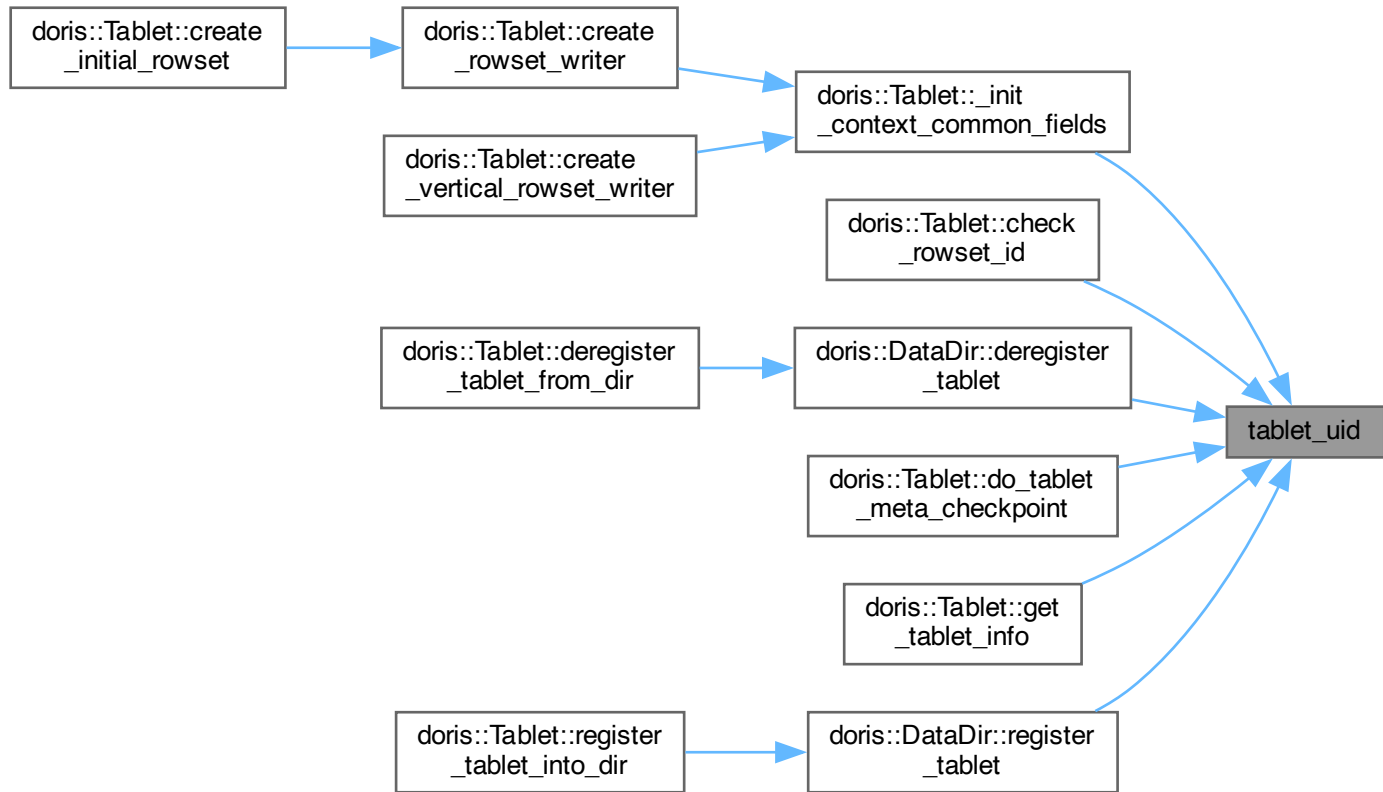 doris::Tablet::create
_initial_rowset
doris::Tablet::create
_rowset_writer
doris::Tablet::_init
_context_common_fields
doris::Tablet::create
_vertical_rowset_writer
doris::Tablet::check
_rowset_id
doris::Tablet::deregister
_tablet_from_dir
doris::DataDir::deregister
_tablet
tablet_uid
doris::Tablet::do_tablet
_meta_checkpoint
doris::Tablet::get
_tablet_info
doris::Tablet::register
_tablet_into_dir
doris::DataDir::register
_tablet